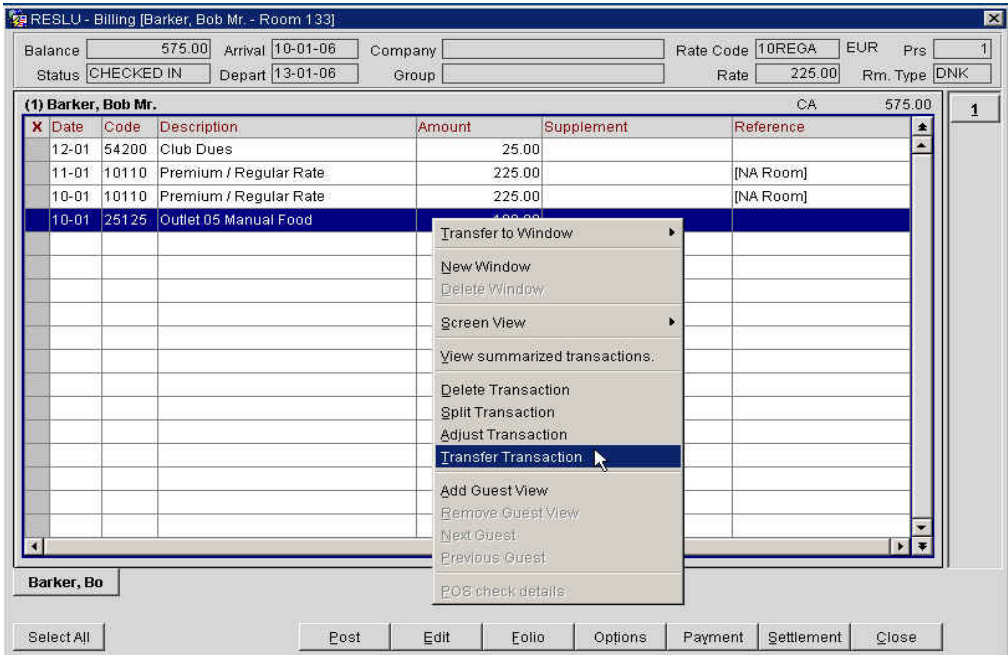 RESLU - Billing [Barker, Bob Mr. - Room 133]
Balance 575.00 Arrival 10-01-06 Company Rate Code 10REGA EUR Prs 1
Status CHECKED IN Depart 13-01-06 Group Rate 225.00 Rm. Type DNK
(1) Barker, Bob Mr. CA 575.00 1
X Date Code Description Amount Supplement Reference
12-01 54200 Club Dues 25.00
11-01 10110 Premium / Regular Rate 225.00 [NA Room]
10-01 10110 Premium / Regular Rate 225.00 [NA Room]
10-01 25125 Outlet 05 Manual Food
Transfer to Window
New Window
Delete Window
Screen View
View summarized transactions.
Delete Transaction
Split Transaction
Adjust Transaction
Transfer Transaction
Add Guest View
Remove Guest View
Next Guest
Previous Guest
POS check details
Barker, Bo
Select All Post Edit Folio Options Payment Settlement Close